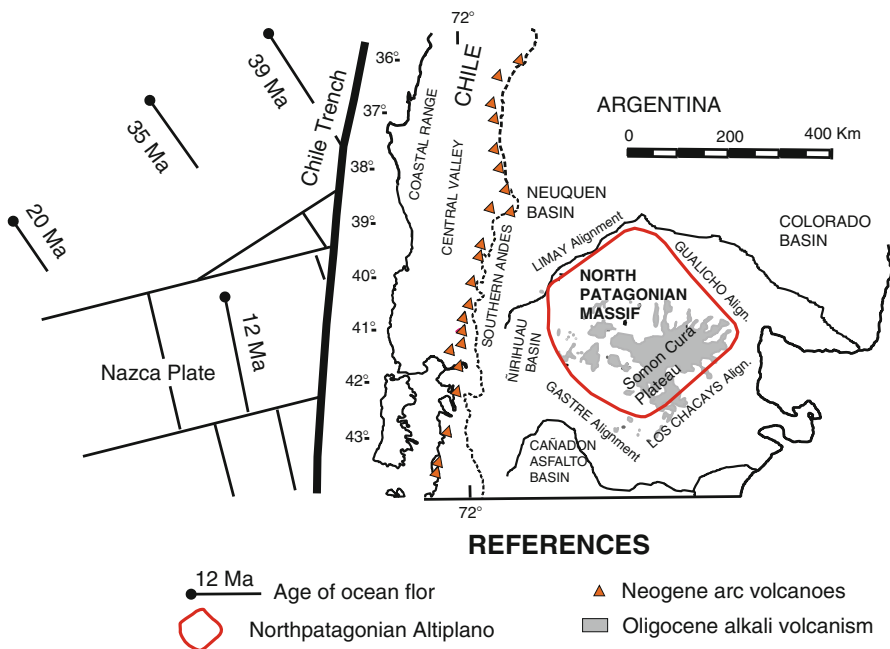 72°
36°
37°
38°
39°
40°
41°
42°
43°
39 Ma
35 Ma
20 Ma
12 Ma
Chile Trench
Nazca Plate
COASTAL RANGE
CENTRAL VALLEY
CHILE
SOUTHERN ANDES
ARGENTINA
0 200 400 Km
NEUQUEN
BASIN
COLORADO
BASIN
LIMAY Alignment
GUALICHO Align.
NORTH
PATAGONIAN
MASSIF
Somon Curá
Plateau
ÑIRIHUAU
BASIN
GASTRE Alignment
LOS CHACAYS Align.
CAÑADON
ASFALTO
BASIN
72°
REFERENCES
12 Ma
Age of ocean flor
Northpatagonian Altiplano
Neogene arc volcanoes
Oligocene alkali volcanism